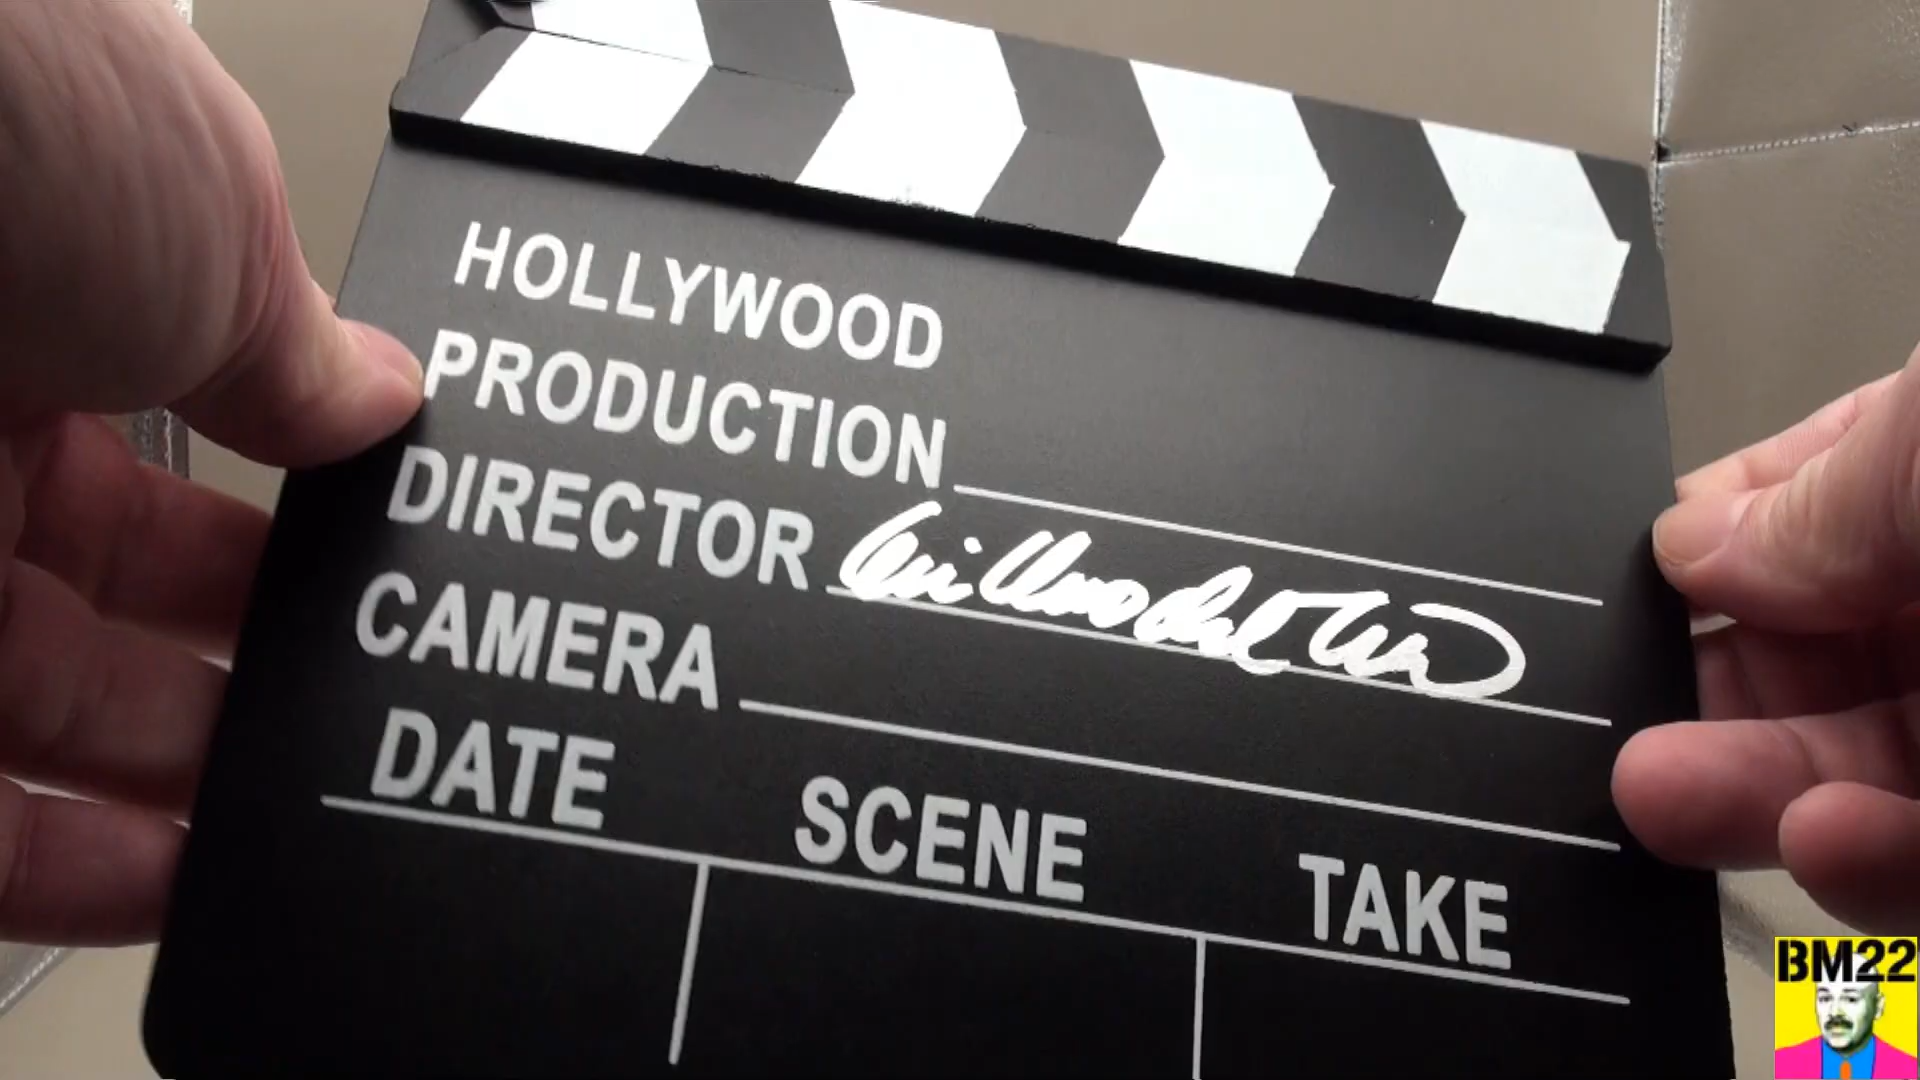 HOLLYWOOD
PRODUCTION
DIRECTOR
CAMERA
DATE SCENE TAKE
BM22